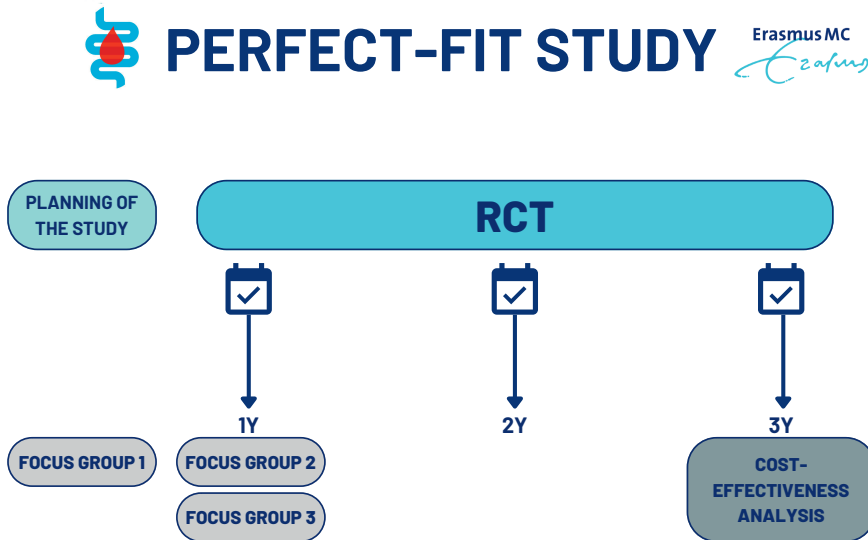 PERFECT-FIT STUDY
Erasmus MC
Erasmus
PLANNING OF
THE STUDY
RCT
1Y
2Y
3Y
FOCUS GROUP 1
FOCUS GROUP 2
FOCUS GROUP 3
COST-
EFFECTIVENESS
ANALYSIS